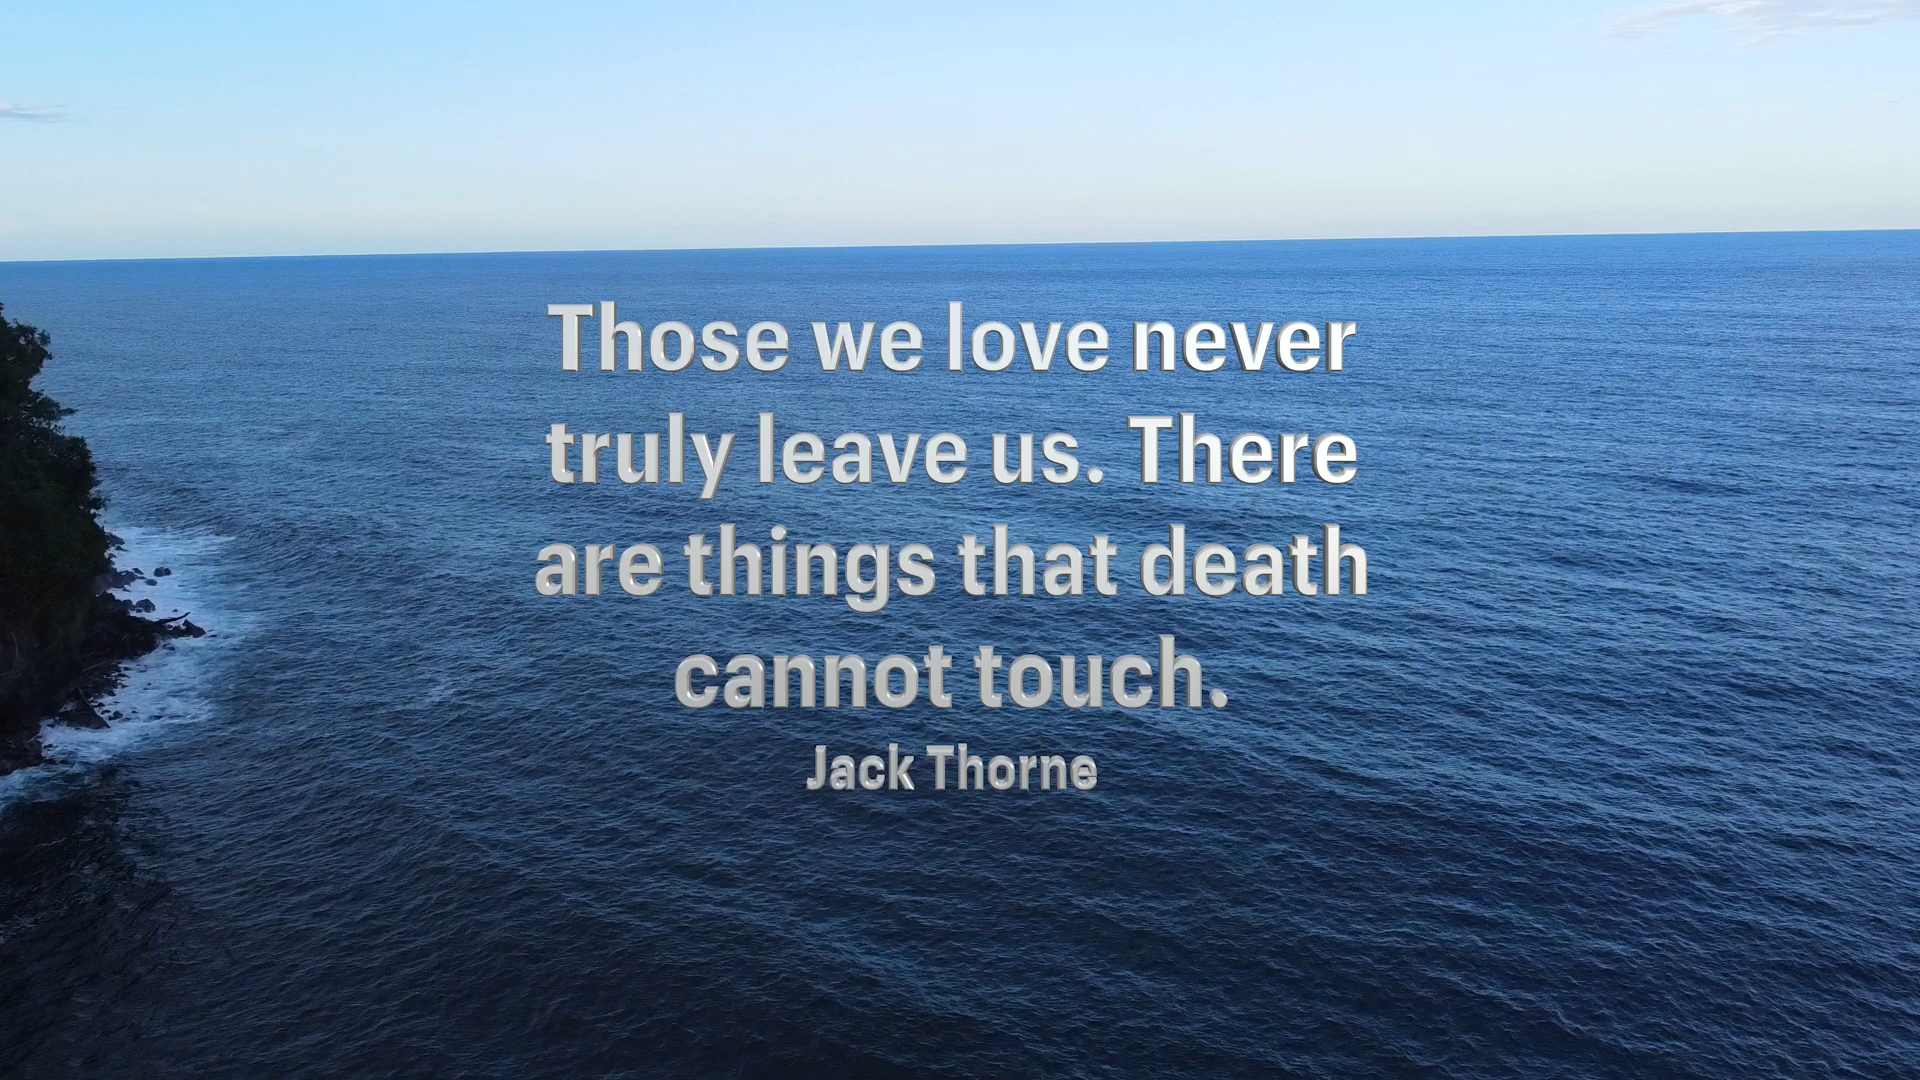 Those we love never
truly leave us. There
are things that death
cannot touch.
Jack Thorne